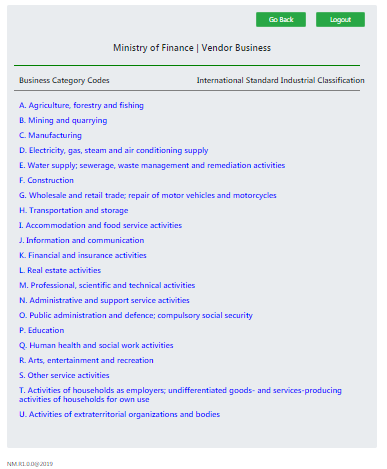 Go Back Logout
Ministry of Finance | Vendor Business
Business Category Codes International Standard Industrial Classification
A. Agriculture, forestry and fishing
B. Mining and quarrying
C. Manufacturing
D. Electricity, gas, steam and air conditioning supply
E. Water supply; sewerage, waste management and remediation activities
F. Construction
G. Wholesale and retail trade; repair of motor vehicles and motorcycles
H. Transportation and storage
I. Accommodation and food service activities
J. Information and communication
K. Financial and insurance activities
L. Real estate activities
M. Professional, scientific and technical activities
N. Administrative and support service activities
O. Public administration and defence; compulsory social security
P. Education
Q. Human health and social work activities
R. Arts, entertainment and recreation
S. Other service activities
T. Activities of households as employers; undifferentiated goods- and services-producing
activities of households for own use
U. Activities of extraterritorial organizations and bodies
NM.R1.0.0@2019